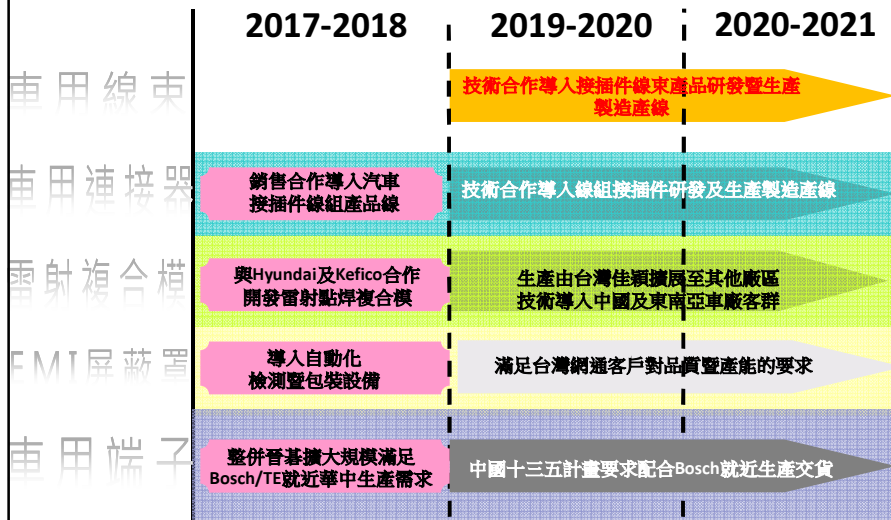 2017-2018
2019-2020
2020-2021
車用線束
技術合作導入接插件線束產品研發暨生產
製造產線
車用連接器
銷售合作導入汽車
接插件線組產品線
技術合作導入線組接插件研發及生產製造產線
雷射複合模
與Hyundai及Kefico合作
開發雷射點焊複合模
生產由台灣佳穎擴展至其他廠區
技術導入中國及東南亞車廠客群
EMI屏蔽罩
導入自動化
檢測暨包裝設備
滿足台灣網通客戶對品質暨產能的要求
車用端子
整併晉碁擴大規模滿足
Bosch/TE就近華中生產需求
中國十三五計畫要求配合Bosch就近生產交貨